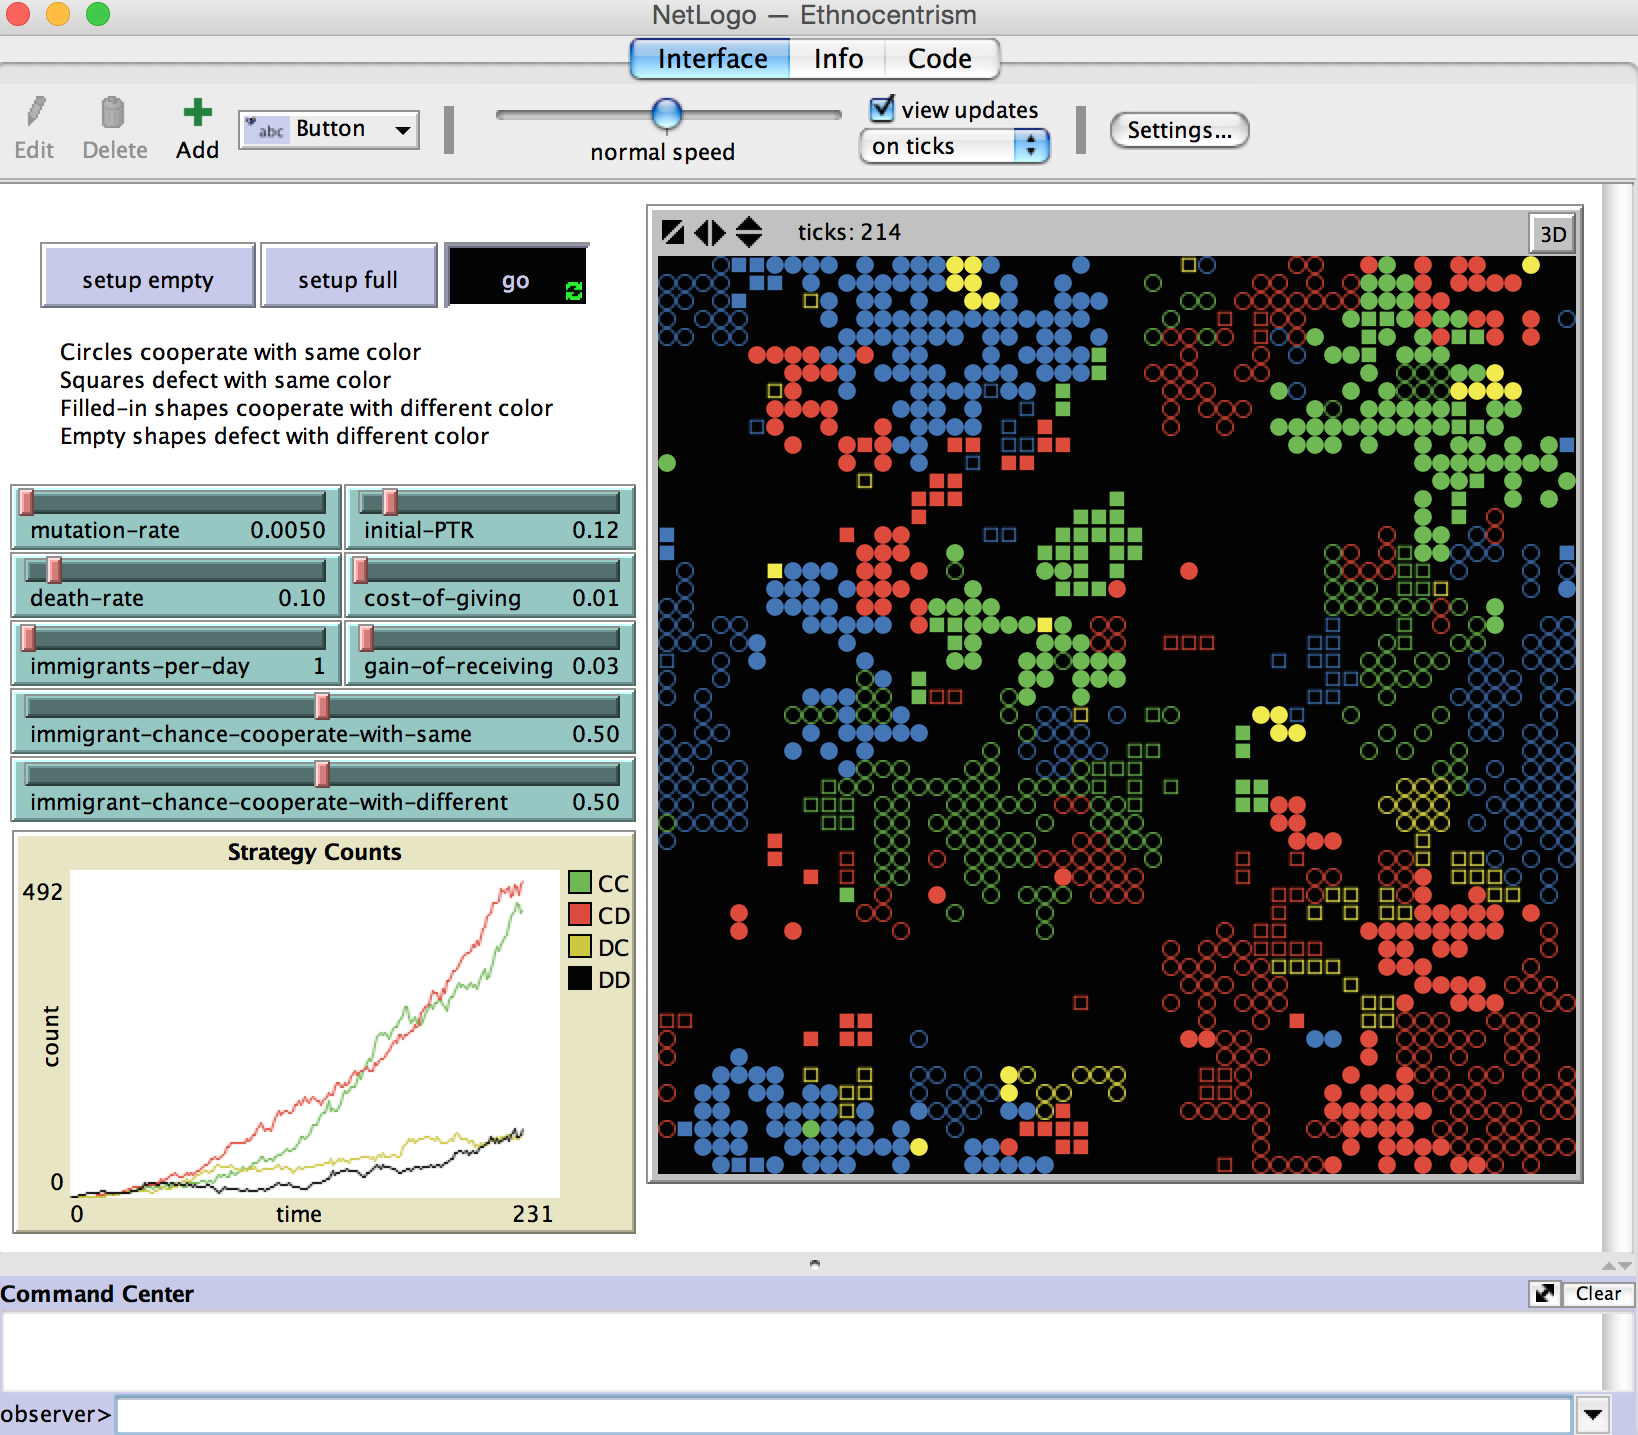 NetLogo — Ethnocentrism
Interface Info Code
Edit Delete Add abc Button normal speed view updates on ticks Settings...
setup empty setup full go
ticks: 214 3D
Circles cooperate with same color
Squares defect with same color
Filled-in shapes cooperate with different color
Empty shapes defect with different color
mutation-rate 0.0050 initial-PTR 0.12
death-rate 0.10 cost-of-giving 0.01
immigrants-per-day 1 gain-of-receiving 0.03
immigrant-chance-cooperate-with-same 0.50
immigrant-chance-cooperate-with-different 0.50
Strategy Counts
492
count
0
0 time 231
CC
CD
DC
DD
Command Center Clear
observer>